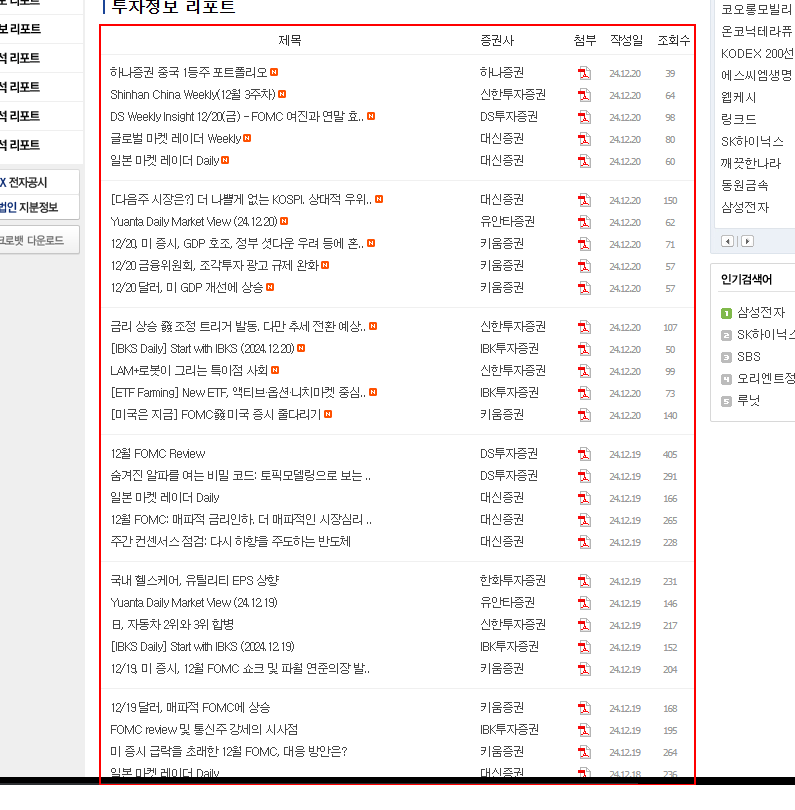 리포트
투자정보 리포트
보 리포트
석 리포트
석 리포트
석 리포트
석 리포트
X 전자공시
법인 지분정보
크로뱃 다운로드
제목 증권사 첨부 작성일 조회수
하나증권 중국 1등주 포트폴리오 N 하나증권 24.12.20 39
Shinhan China Weekly(12월 3주차) N 신한투자증권 24.12.20 64
DS Weekly Insight 12/20(금) - FOMC 여진과 연말 효.. N DS투자증권 24.12.20 98
글로벌 마켓 레이더 Weekly N 대신증권 24.12.20 80
일본 마켓 레이더 Daily N 대신증권 24.12.20 60
[다음주 시장은?] 더 나쁠게 없는 KOSPI. 상대적 우위.. N 대신증권 24.12.20 150
Yuanta Daily Market View (24.12.20) N 유안타증권 24.12.20 62
12/20, 미 증시, GDP 호조, 정부 셧다운 우려 등에 혼.. N 키움증권 24.12.20 71
12/20 금융위원회, 조각투자 광고 규제 완화 N 키움증권 24.12.20 57
12/20 달러, 미 GDP 개선에 상승 N 키움증권 24.12.20 57
금리 상승 發 조정 트리거 발동. 다만 추세 전환 예상.. N 신한투자증권 24.12.20 107
[IBKS Daily] Start with IBKS (2024.12.20) N IBK투자증권 24.12.20 50
LAM+로봇이 그리는 특이점 사회 N 신한투자증권 24.12.20 99
[ETF Farming] New ETF, 액티브·옵션·니치마켓 중심.. N IBK투자증권 24.12.20 73
[미국은 지금] FOMC發 미국 증시 줄다리기 N 키움증권 24.12.20 140
12월 FOMC Review DS투자증권 24.12.19 405
숨겨진 알파를 여는 비밀 코드: 토픽모델링으로 보는 .. DS투자증권 24.12.19 291
일본 마켓 레이더 Daily 대신증권 24.12.19 166
12월 FOMC: 매파적 금리인하. 더 매파적인 시장심리 .. 대신증권 24.12.19 265
주간 컨센서스 점검: 다시 하향을 주도하는 반도체 대신증권 24.12.19 228
국내 헬스케어, 유틸리티 EPS 상향 한화투자증권 24.12.19 231
Yuanta Daily Market View (24.12.19) 유안타증권 24.12.19 146
日, 자동차 2위와 3위 합병 신한투자증권 24.12.19 217
[IBKS Daily] Start with IBKS (2024.12.19) IBK투자증권 24.12.19 152
12/19, 미 증시, 12월 FOMC 쇼크 및 파월 연준의장 발.. 키움증권 24.12.19 204
12/19 달러, 매파적 FOMC에 상승 키움증권 24.12.19 168
FOMC review 및 통신주 강세의 시사점 IBK투자증권 24.12.19 195
미 증시 급락을 초래한 12월 FOMC, 대응 방안은? 키움증권 24.12.19 264
일본 마켓 레이더 Daily 대신증권 24.12.18 236
코오롱모빌리
온코닉테라퓨
KODEX 200선
에스씨엠생명
웹케시
링크드
SK하이닉스
깨끗한나라
동원금속
삼성전자
인기검색어
1 삼성전자
2 SK하이닉스
3 SBS
4 오리엔트정
5 루닛